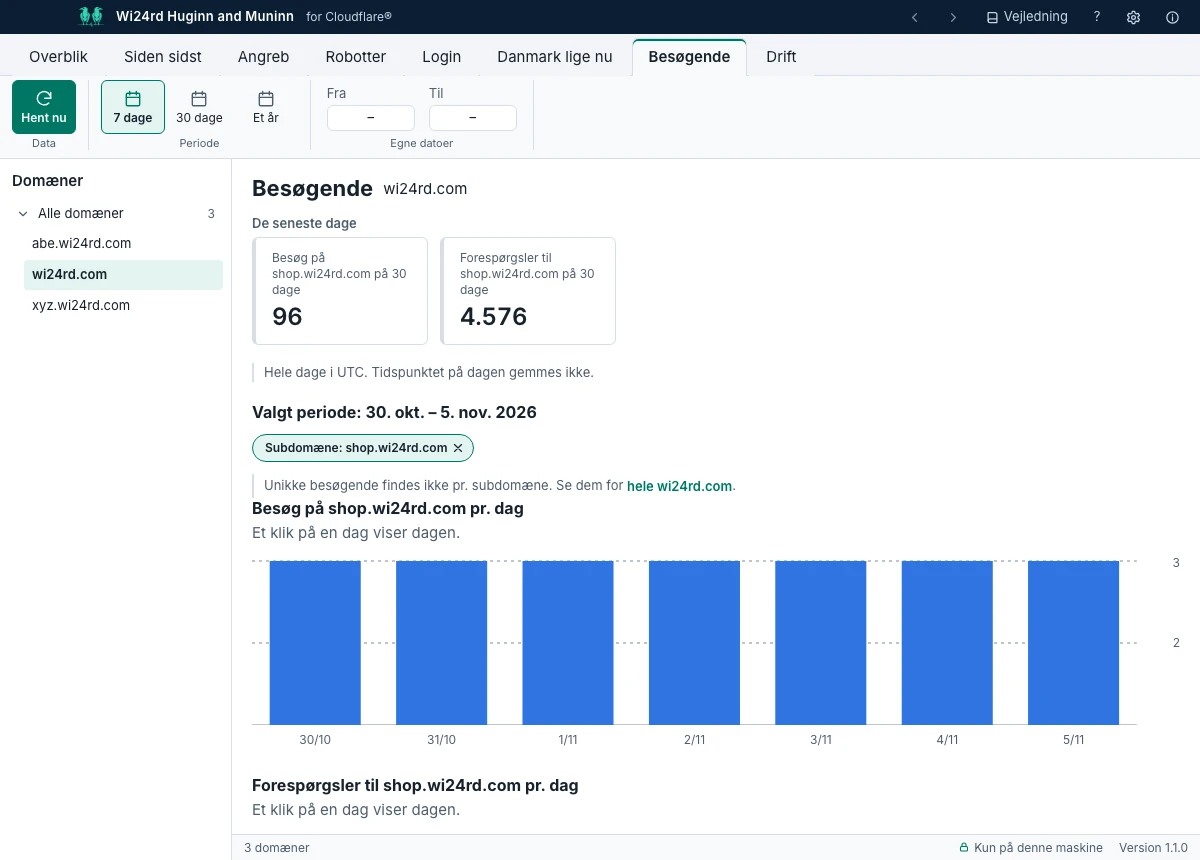 Wi24rd Huginn and Muninn for Cloudflare®
Vejledning ?
Overblik Siden sidst Angreb Robotter Login Danmark lige nu Besøgende Drift
Hent nu
Data
7 dage 30 dage Et år
Periode
Fra Til
– –
Egne datoer
Domæner
Alle domæner 3
abe.wi24rd.com
wi24rd.com
xyz.wi24rd.com
Besøgende wi24rd.com
De seneste dage
Besøg på
shop.wi24rd.com på 30
dage
96
Forespørgsler til
shop.wi24rd.com på 30
dage
4.576
Hele dage i UTC. Tidspunktet på dagen gemmes ikke.
Valgt periode: 30. okt. – 5. nov. 2026
Subdomæne: shop.wi24rd.com ✕
Unikke besøgende findes ikke pr. subdomæne. Se dem for hele wi24rd.com.
Besøg på shop.wi24rd.com pr. dag
Et klik på en dag viser dagen.
3
2
30/10 31/10 1/11 2/11 3/11 4/11 5/11
Forespørgsler til shop.wi24rd.com pr. dag
Et klik på en dag viser dagen.
3 domæner Kun på denne maskine Version 1.1.0